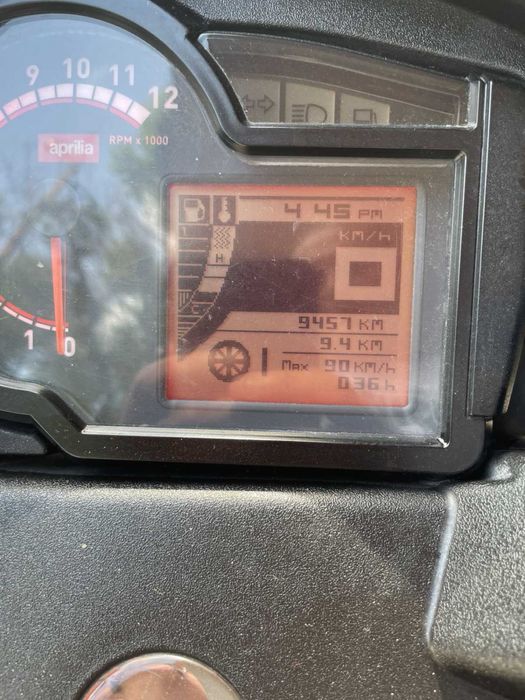 9 10 11 12
RPM x 1000
aprilia
1 0
4 45 PM
H
KM/h
0
C
9457 KM
9.4 KM
I MAX 90 KM/h
036 h